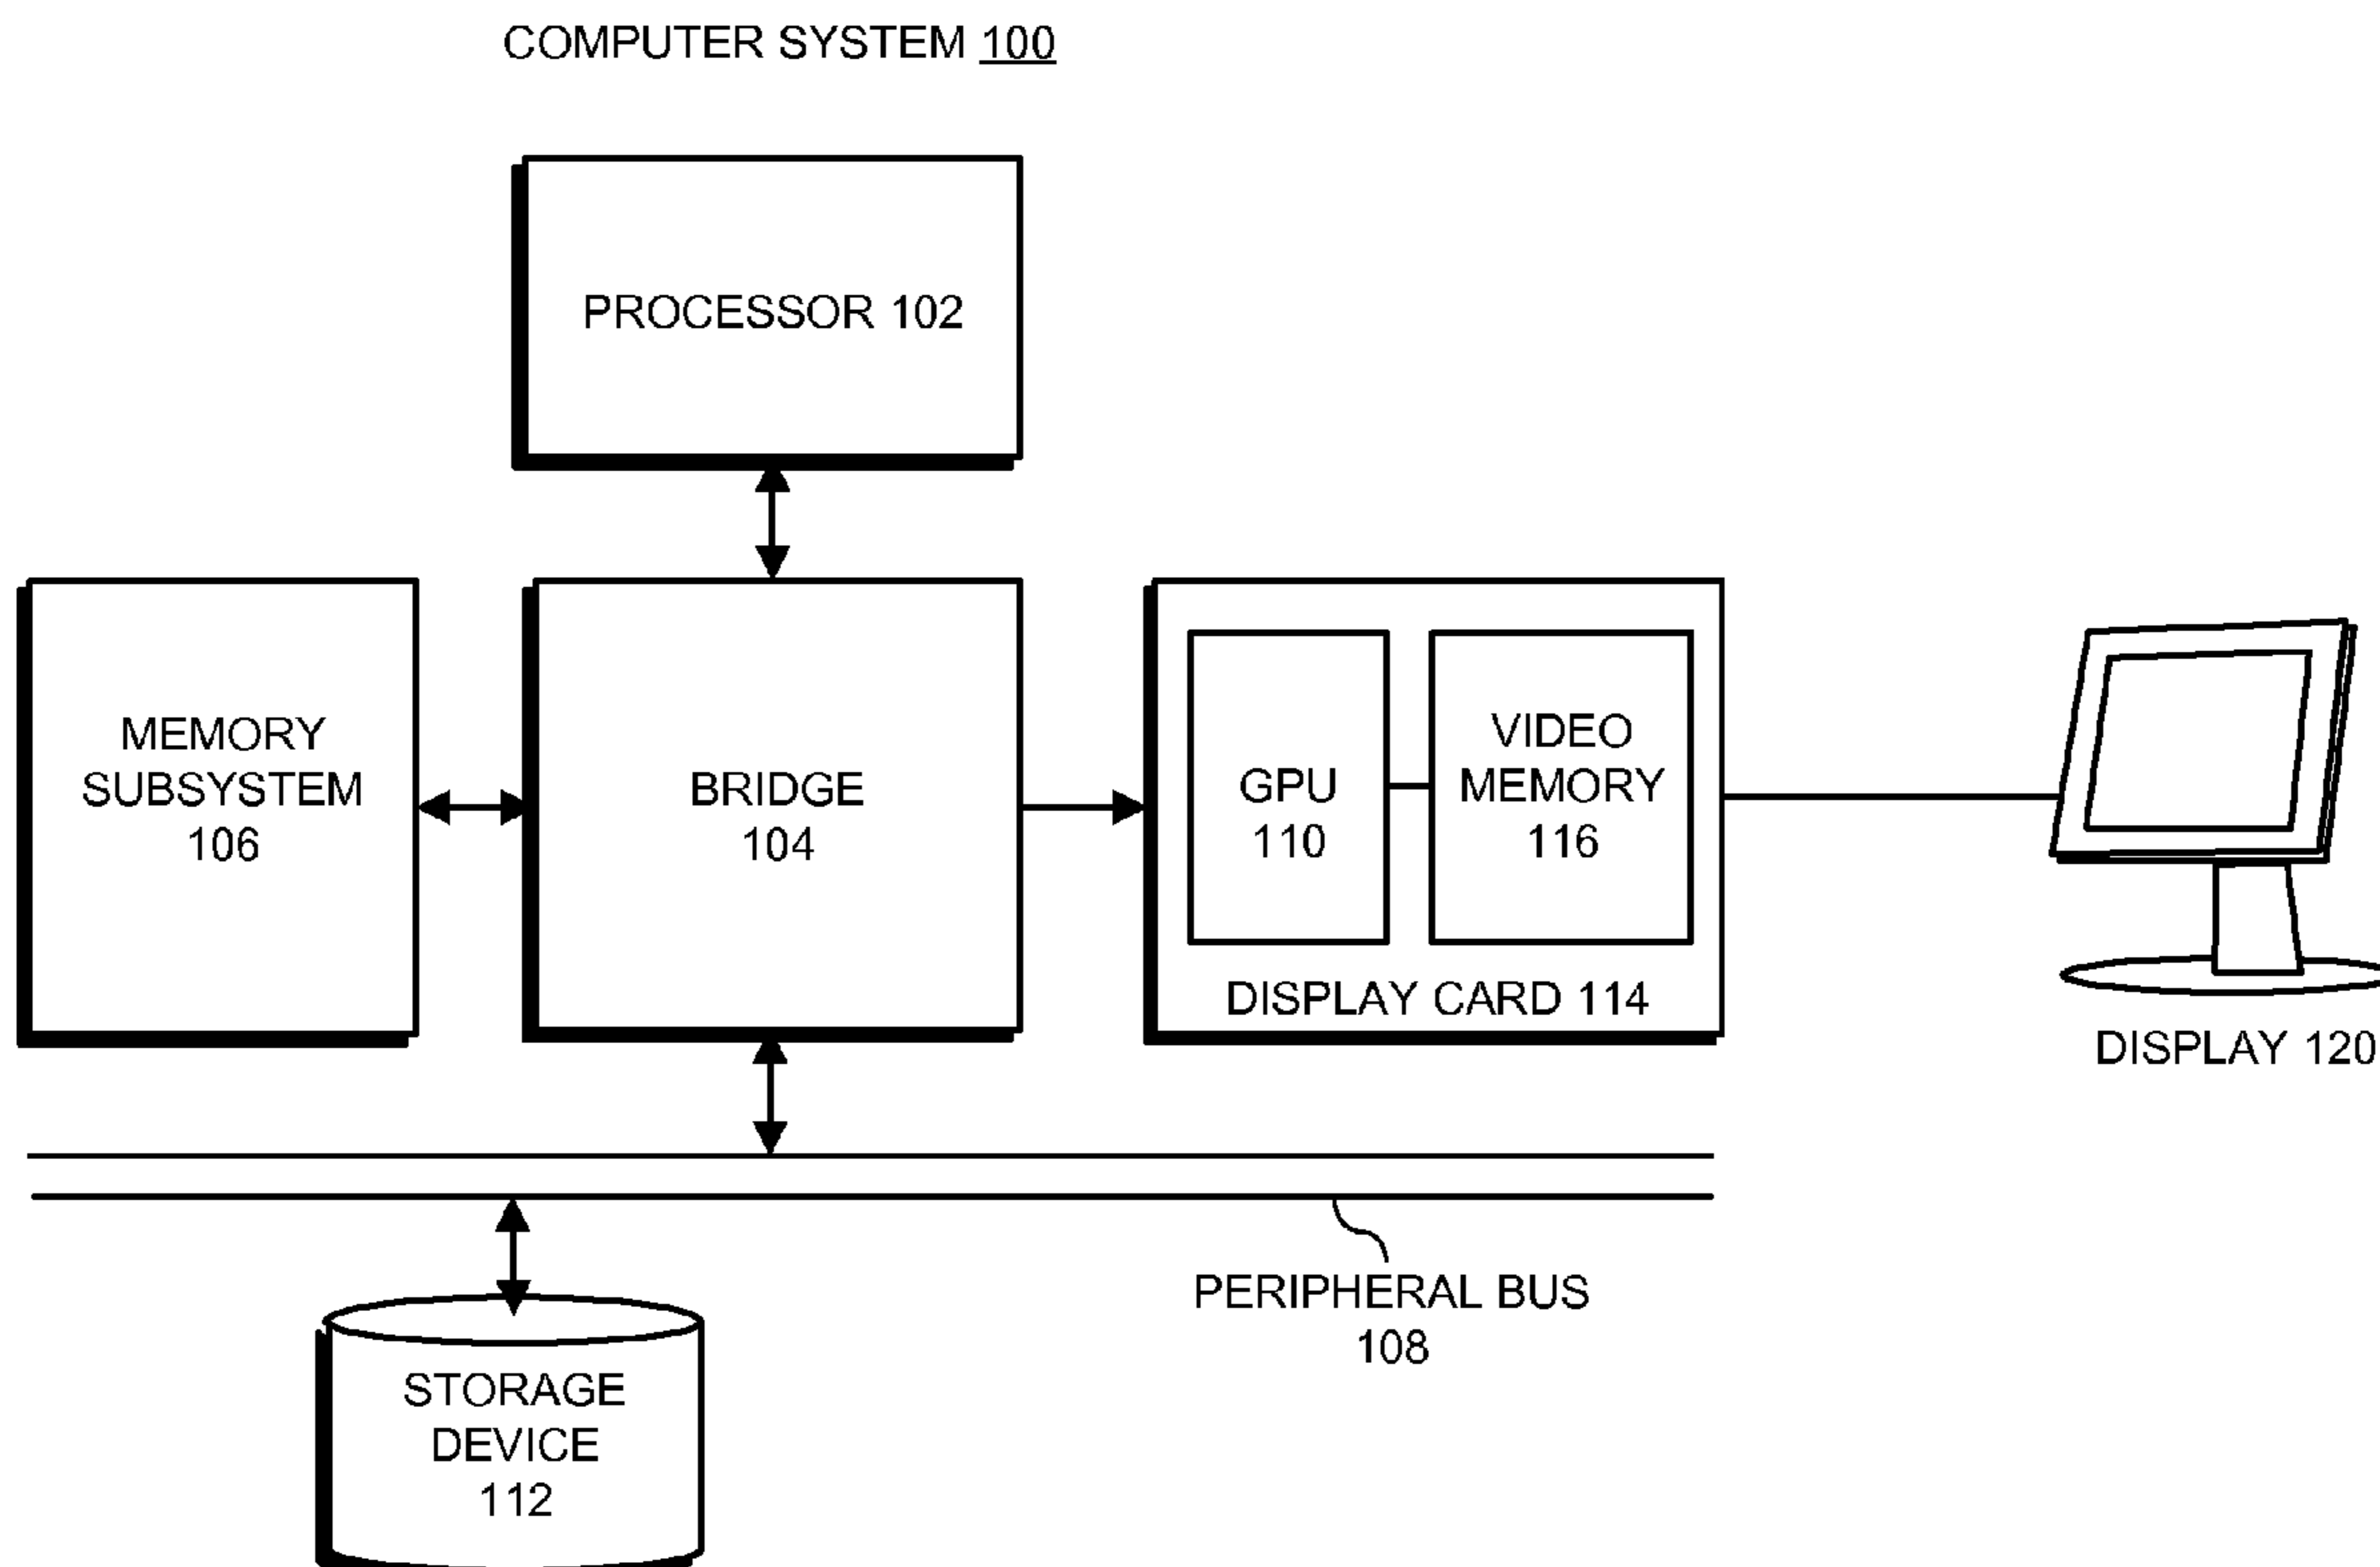 COMPUTER SYSTEM 100
PROCESSOR 102
MEMORY
SUBSYSTEM
106
BRIDGE
104
GPU
110
VIDEO
MEMORY
116
DISPLAY CARD 114
DISPLAY 120
PERIPHERAL BUS
108
STORAGE
DEVICE
112